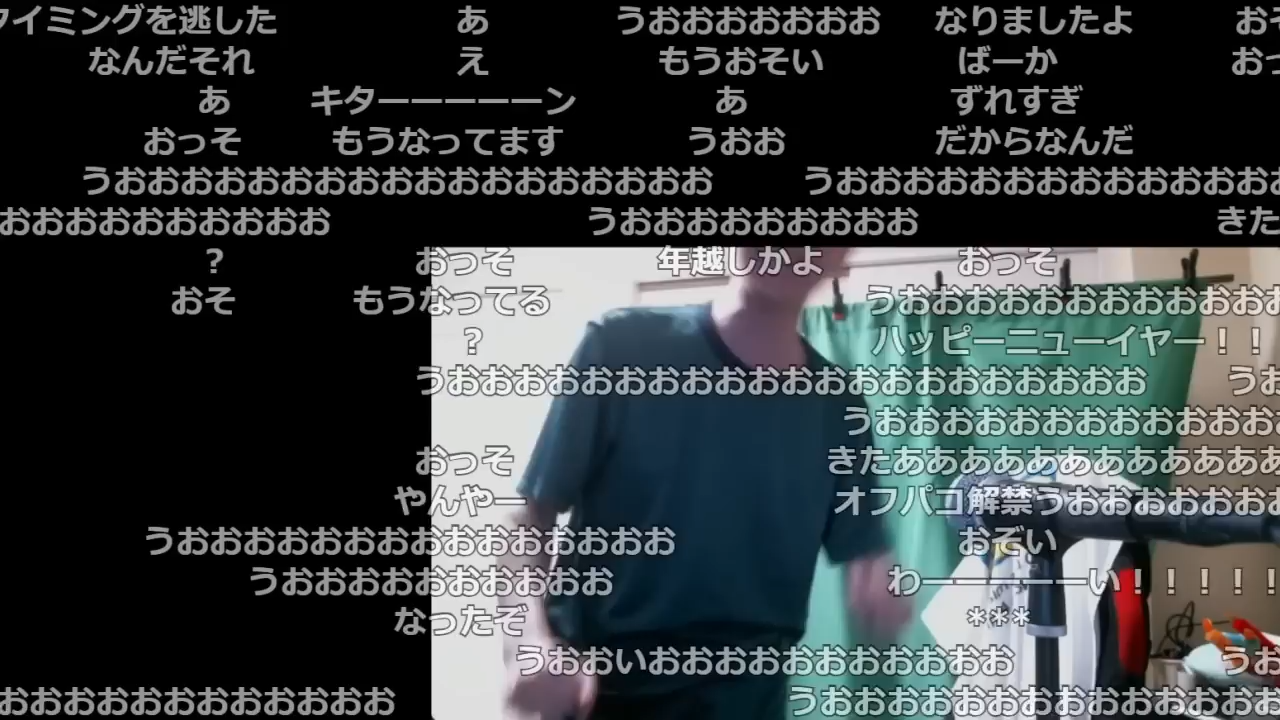 タイミングを逃した あ うおおおおおおお なりましたよ おそ
なんだそれ え もうおそい ばーか おっ
あ キターーーーーン あ ずれすぎ
おっそ もうなってます うおお だからなんだ
うおおおおおおおおおおおおおおおおおお うおおおおおおおおおおおおお
おおおおおおおおおお うおおおおおおおおお きた
? おっそ 年越しかよ おっそ
おそ もうなってる うおおおおおおおおおおお
? ハッピーニューイヤー！！
うおおおおおおおおおおおおおおおおおおおおお うお
うおおおおおおおおおおおお
おっそ きたあああああああああああ
やんやー オフパコ解禁うおおおおおおお
うおおおおおおおおおおおおおおお おぞい
うおおおおおおおおおお わーーーーーい！！！！！
なったぞ ***
うおおいおおおおおおおおおおお うお
おおおおおおおおおおおお うおおおおおおおおおおおおお